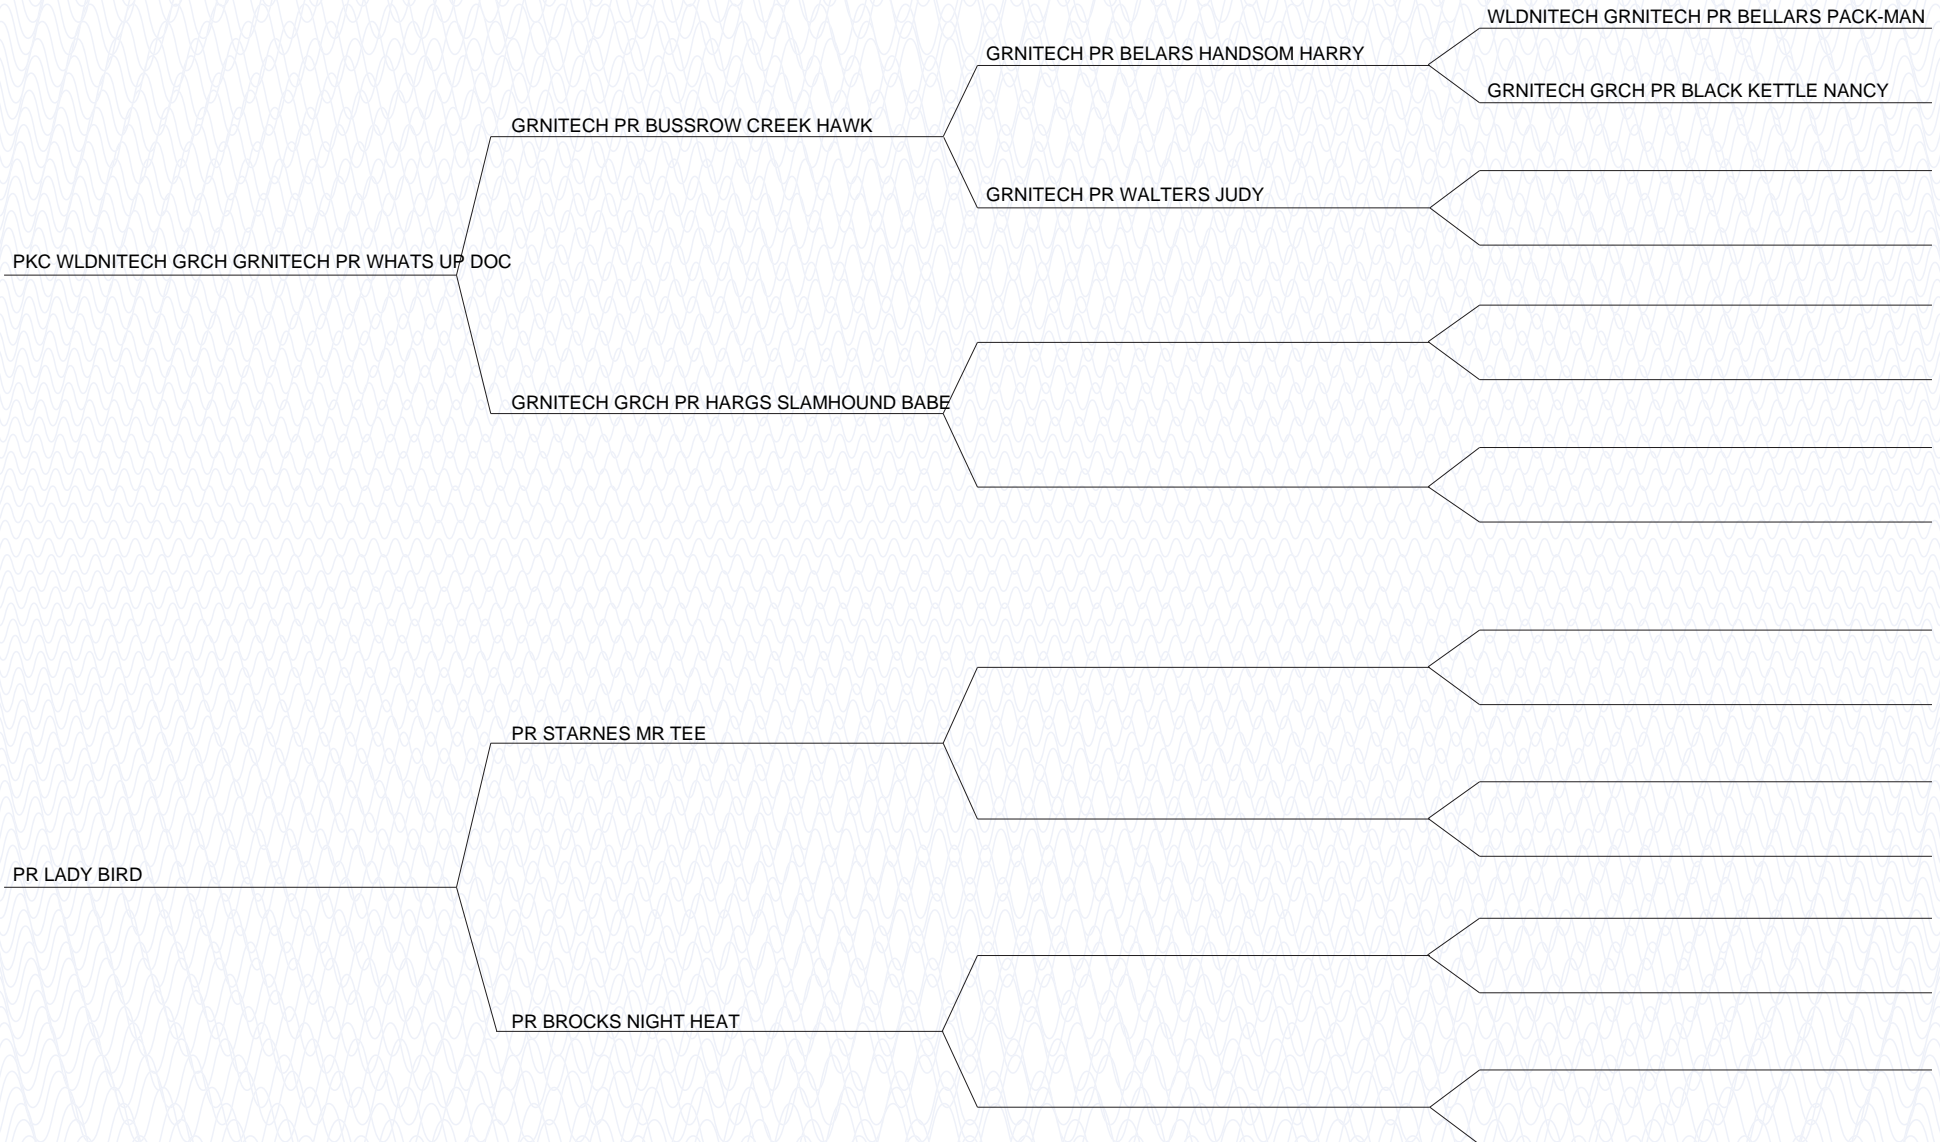 WLDNITECH GRNITECH PR BELLARS PACK-MAN
GRNITECH PR BELARS HANDSOM HARRY
GRNITECH GRCH PR BLACK KETTLE NANCY
GRNITECH PR BUSSROW CREEK HAWK
GRNITECH PR WALTERS JUDY
PKC WLDNITECH GRCH GRNITECH PR WHATS UP DOC
GRNITECH GRCH PR HARGS SLAMHOUND BABE
PR STARNES MR TEE
PR LADY BIRD
PR BROCKS NIGHT HEAT